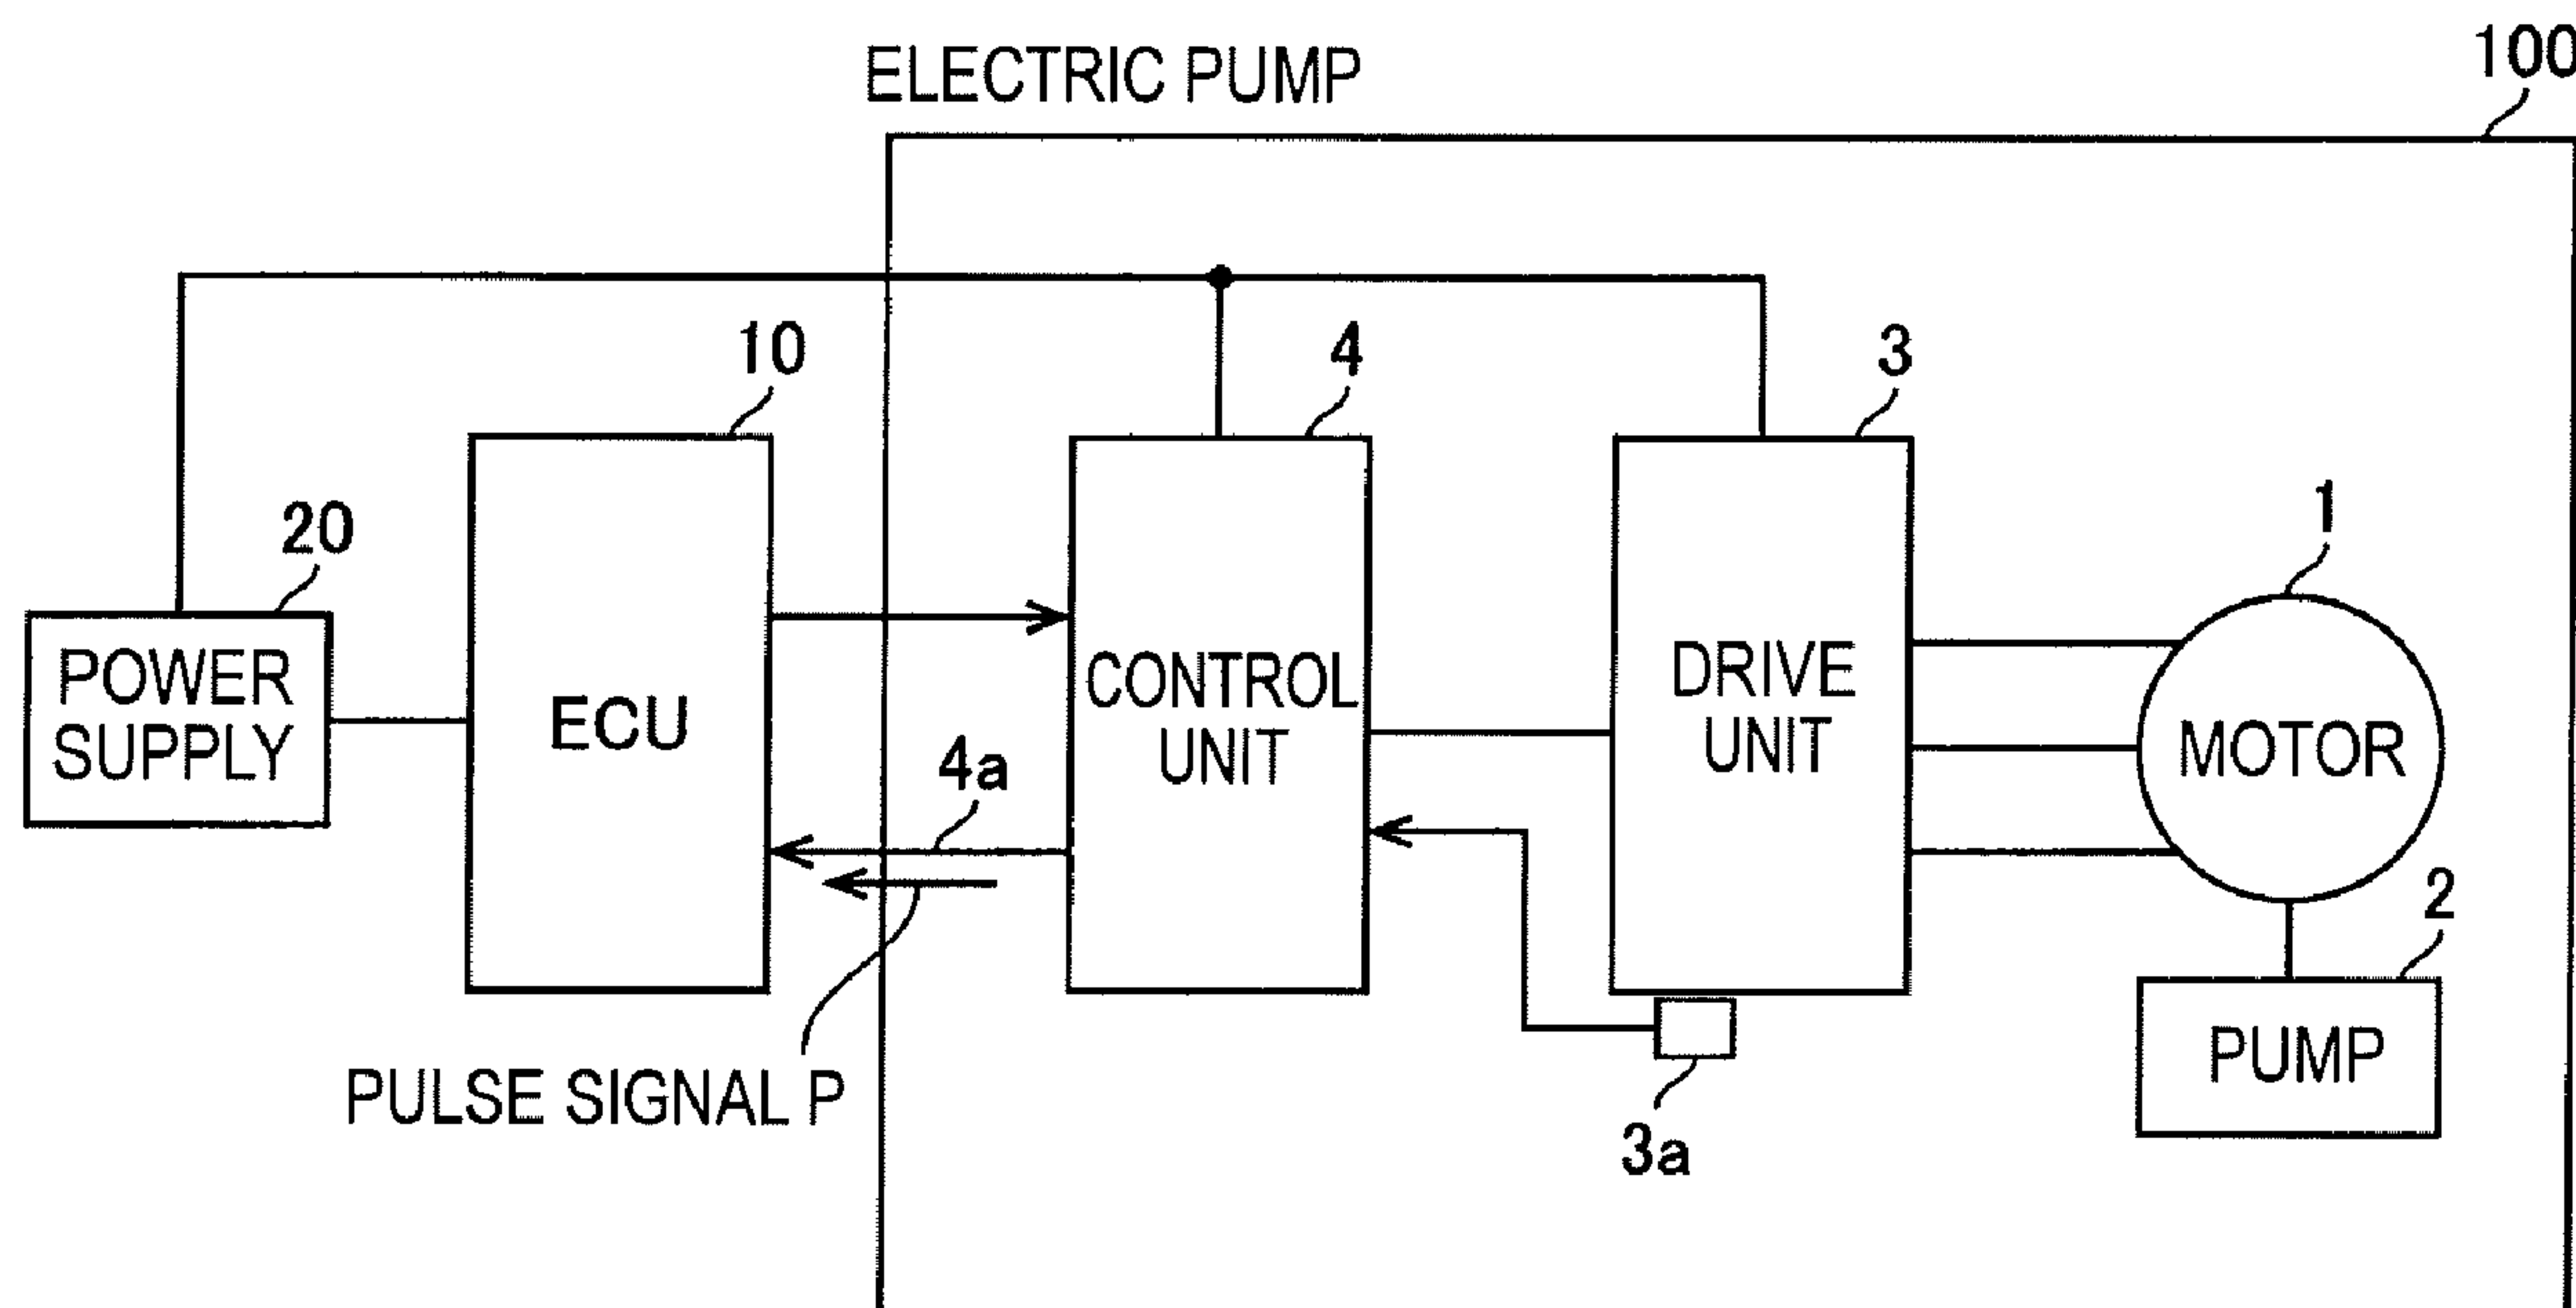 ELECTRIC PUMP
100
10
4
3
20
1
POWER
SUPPLY
ECU
CONTROL
UNIT
DRIVE
UNIT
MOTOR
4a
2
PULSE SIGNAL P
3a
PUMP